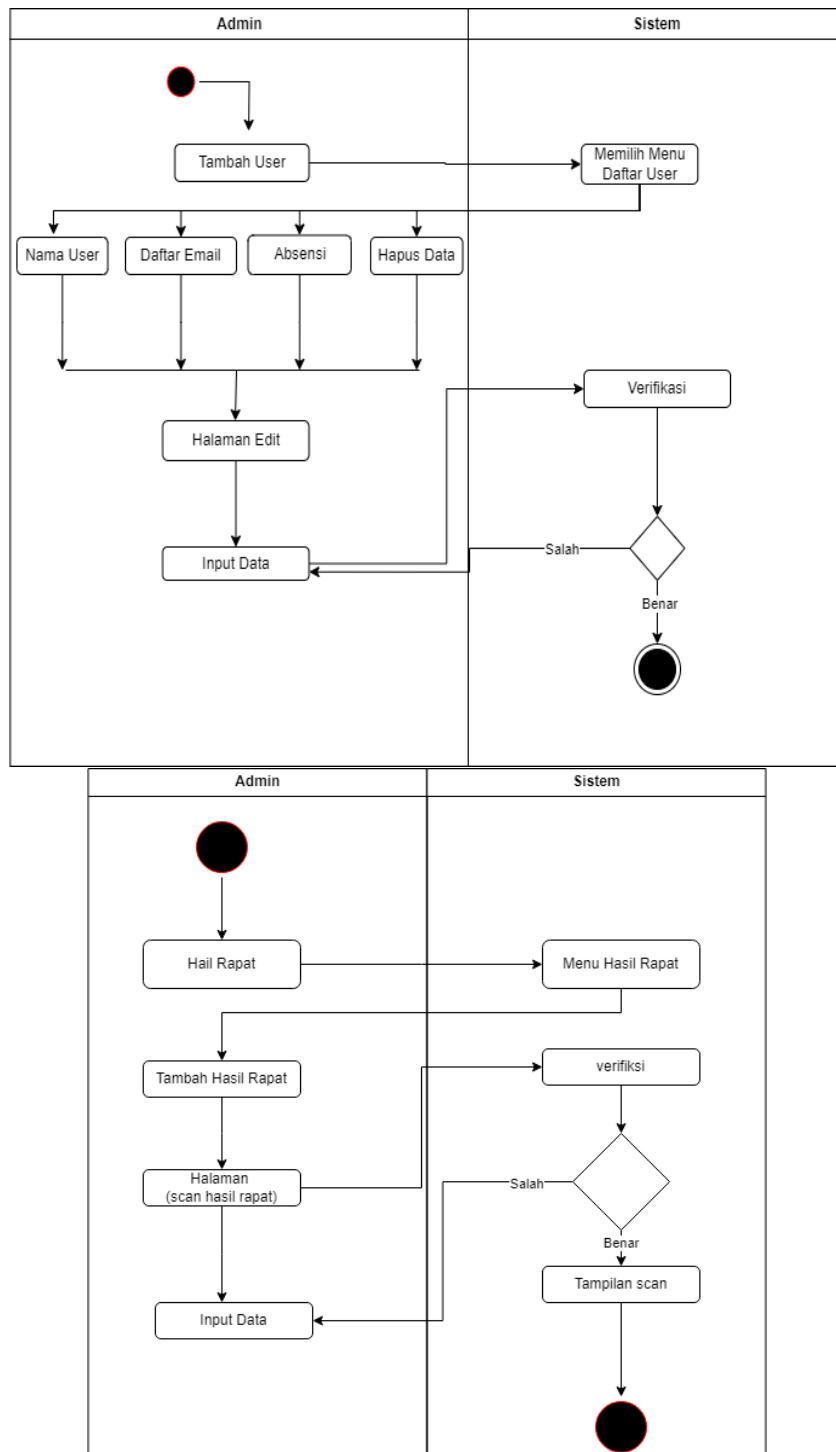 Admin
Sistem
Tambah User
Memilih Menu
Daftar User
Nama User
Daftar Email
Absensi
Hapus Data
Verifikasi
Halaman Edit
Salah
Input Data
Benar
Admin
Sistem
Hail Rapat
Menu Hasil Rapat
Tambah Hasil Rapat
verifiksi
Halaman
(scan hasil rapat)
Salah
Benar
Tampilan scan
Input Data